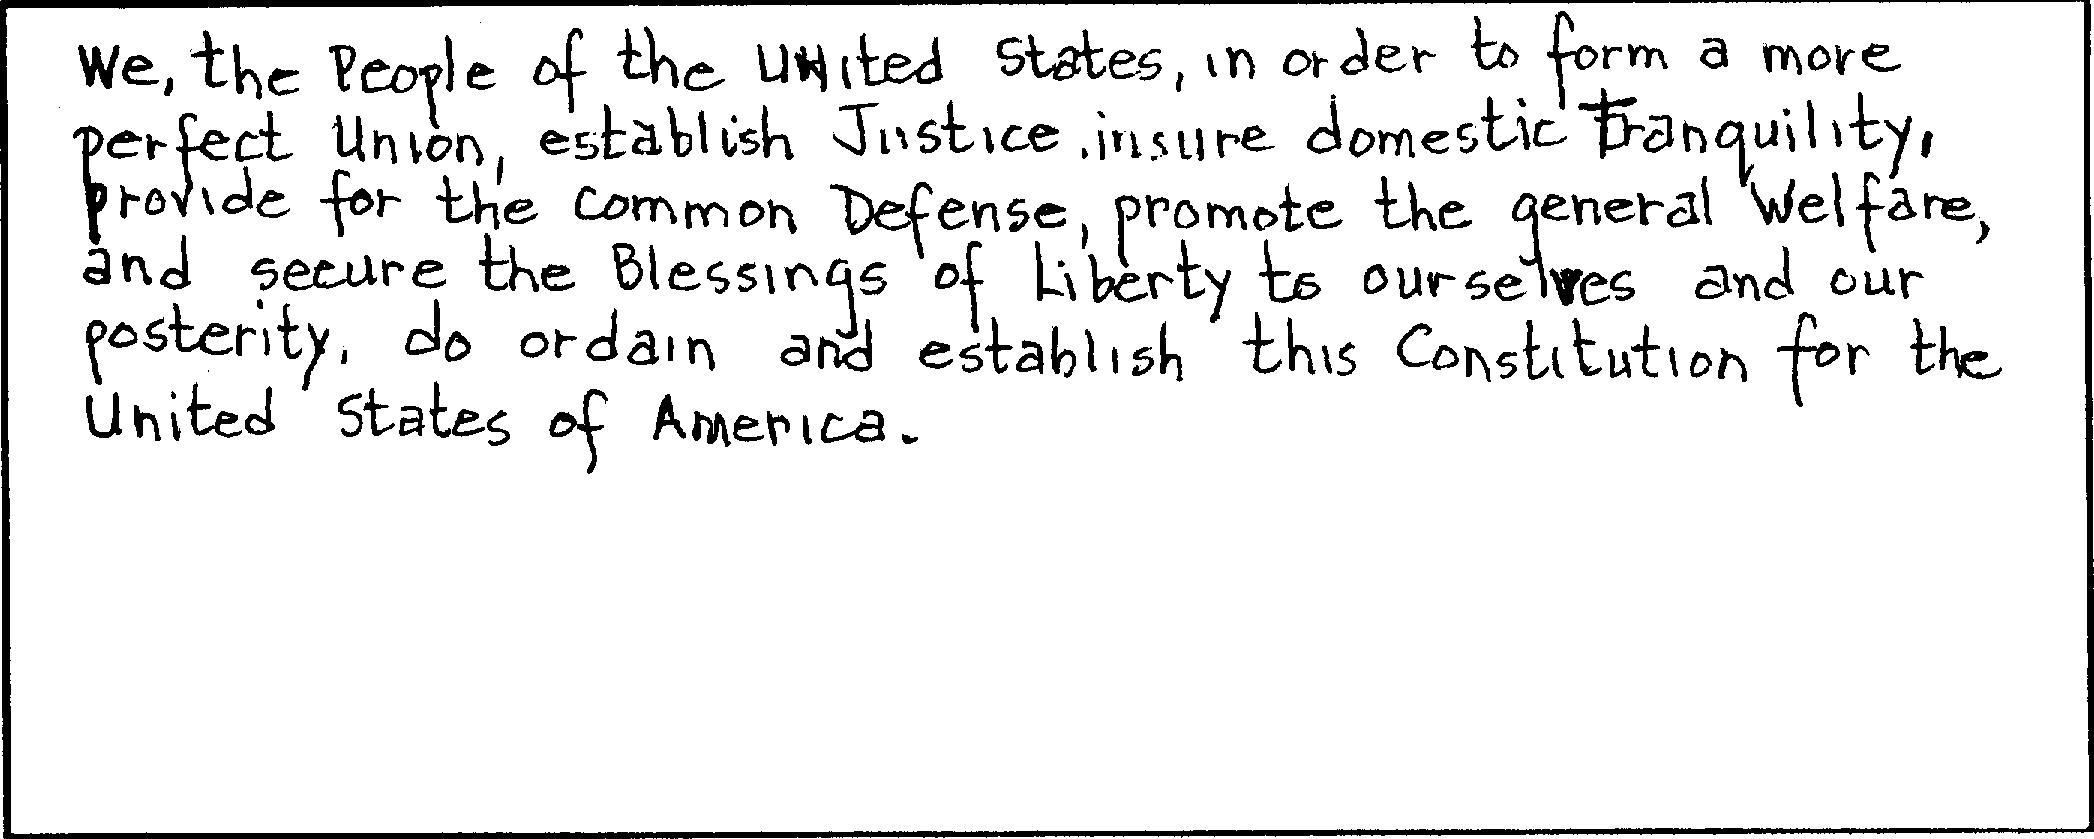 We, the People of the United States, in order to form a more
perfect Union, establish Justice, insure domestic Tranquility,
provide for the common Defense, promote the general Welfare,
and secure the Blessings of Liberty to ourselves and our
posterity, do ordain and establish this Constitution for the
United States of America.